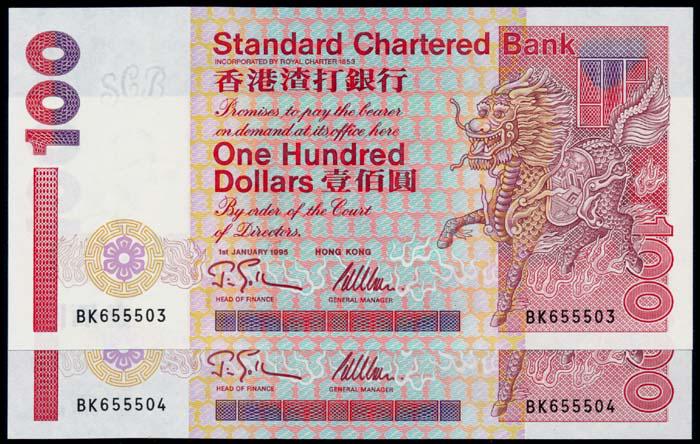 100
SCB
Standard Chartered Bank
INCORPORATED BY ROYAL CHARTER 1853
香港渣打銀行
Promises to pay the bearer
on demand at its office here
One Hundred
Dollars 壹佰圓
By order of the Court
of Directors.
1st JANUARY 1995 HONG KONG
HEAD OF FINANCE GENERAL MANAGER
BK655503 BK655503
100
HEAD OF FINANCE GENERAL MANAGER
BK655504 BK655504